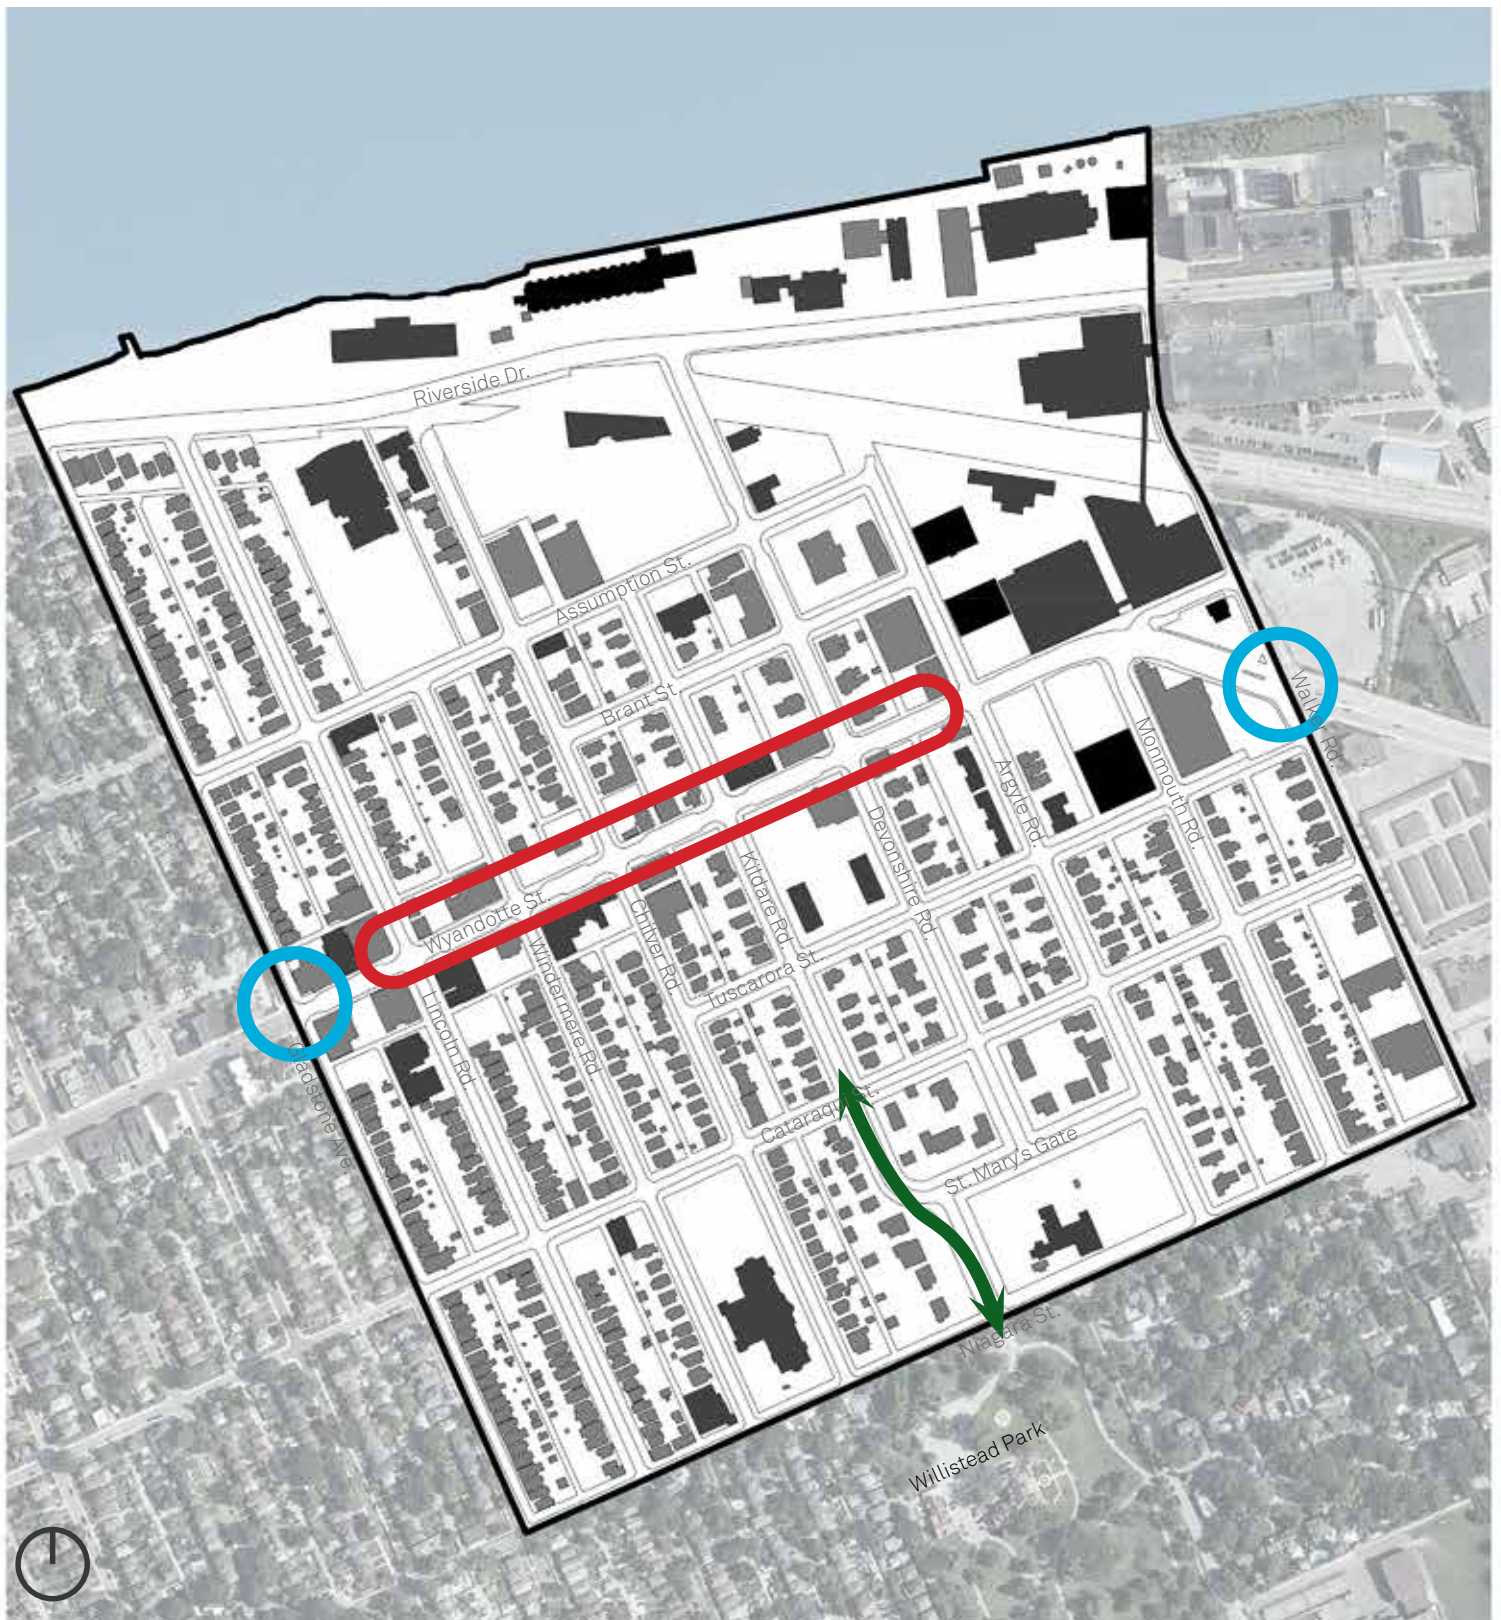 Riverside Dr.
Assumption St.
Brant St.
Walker Rd.
Monmouth Rd.
Argyle Rd.
Devonshire Rd.
Kildare Rd.
Wyandotte St.
Chilver Rd
Windermere Rd.
Lincoln Rd.
Tuscarora St.
Gladstone Ave.
Cataraqui St.
St. Mary's Gate
Niagara St.
Willistead Park